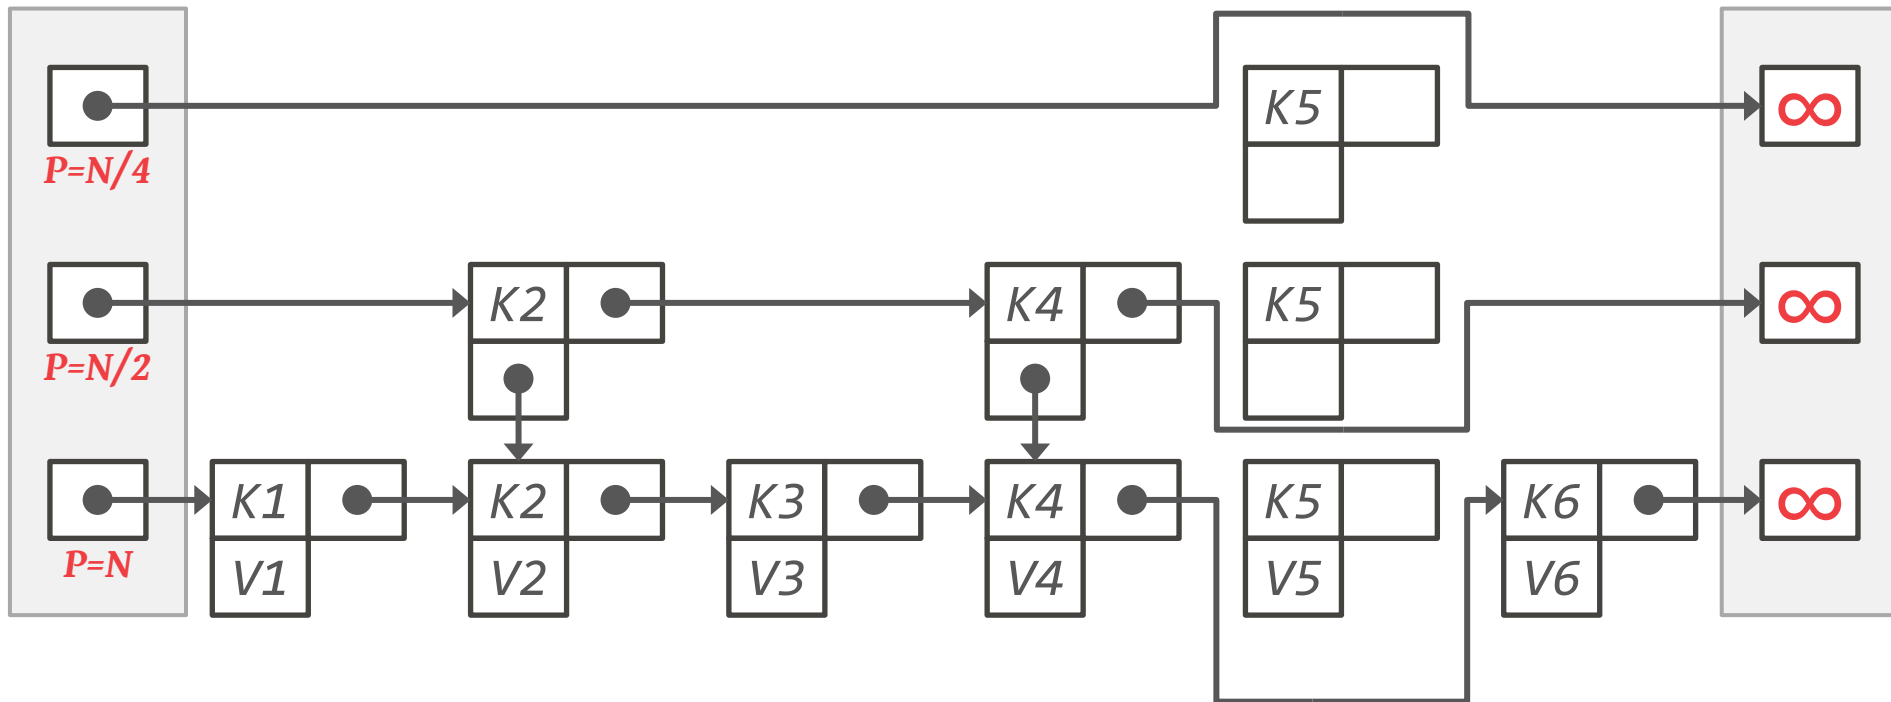 K5 ∞
P=N/4
K2 K4 K5 ∞
P=N/2
K1 K2 K3 K4 K5 K6 ∞
P=N
V1 V2 V3 V4 V5 V6